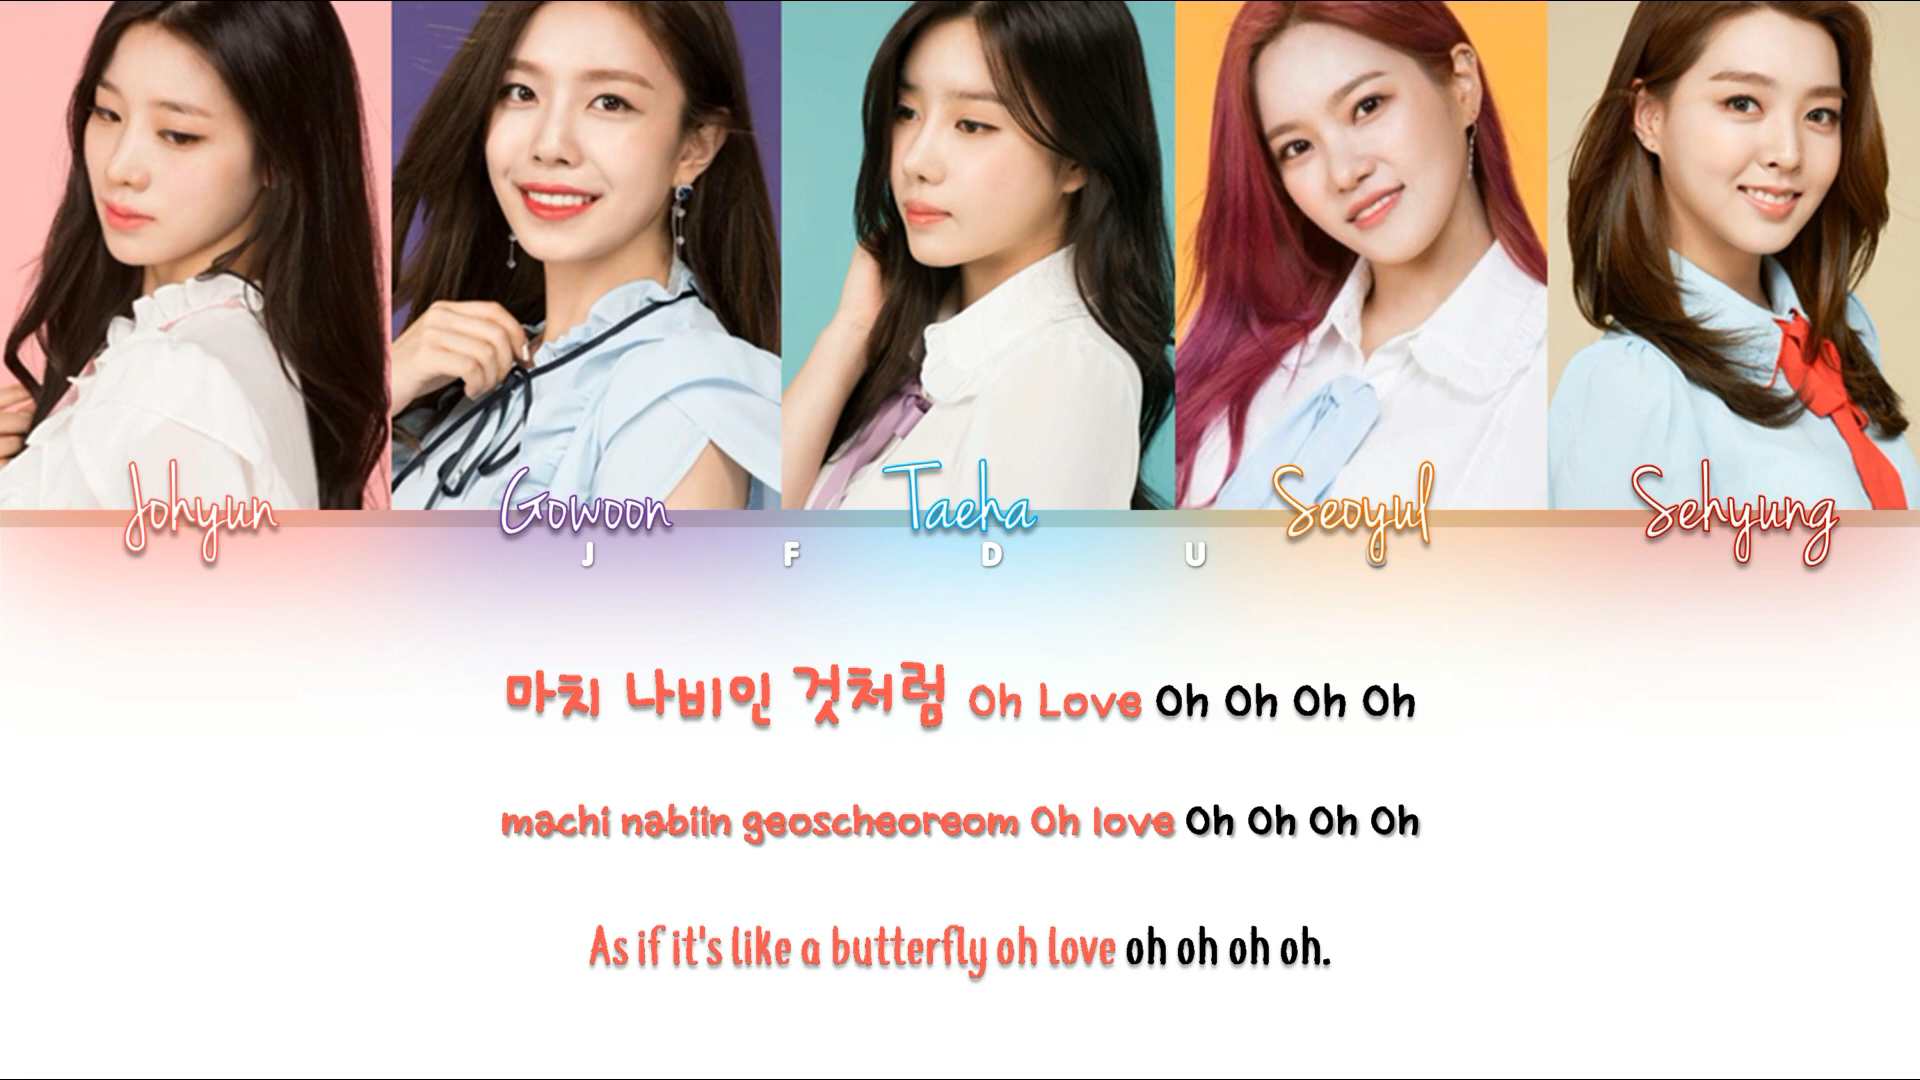 Johyun Gowoon Taeha Seoyul Sehyung
J F D U
마치 나비인 것처럼 Oh Love Oh Oh Oh Oh
machi nabiin geoscheoreom Oh love Oh Oh Oh Oh
As if it's like a butterfly oh love oh oh oh oh.